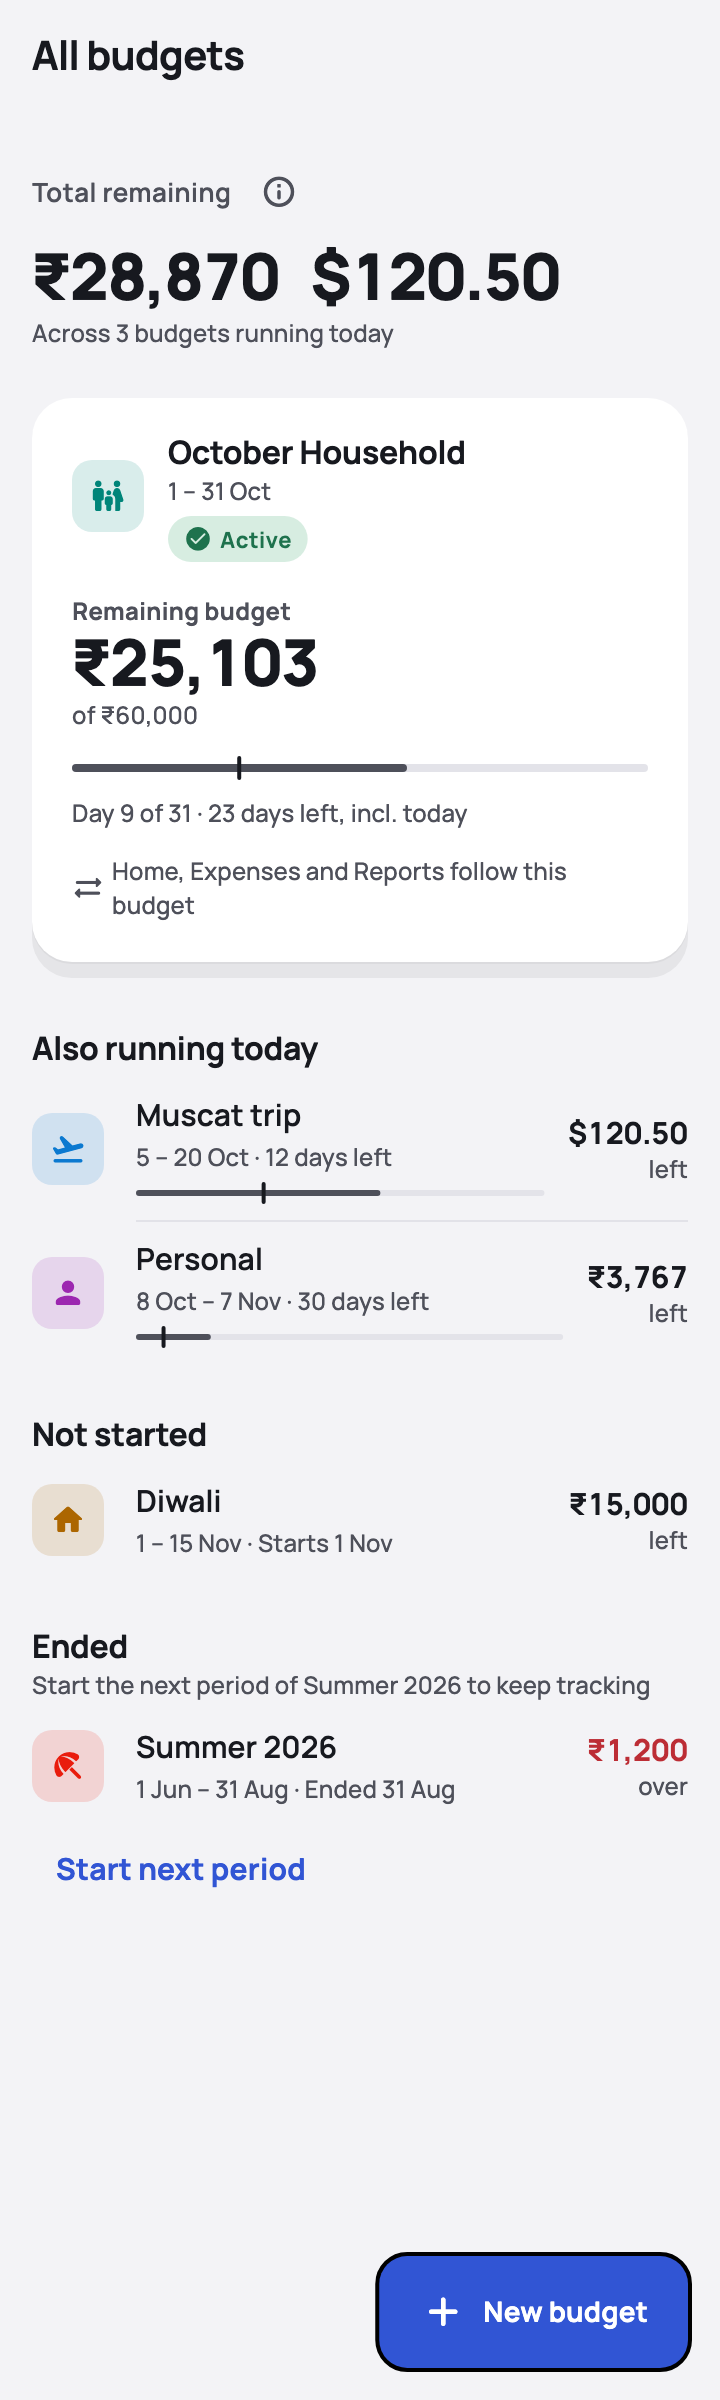 All budgets
Total remaining
₹28,870 $120.50
Across 3 budgets running today
October Household
1 – 31 Oct
Active
Remaining budget
₹25,103
of ₹60,000
Day 9 of 31 · 23 days left, incl. today
Home, Expenses and Reports follow this
budget
Also running today
Muscat trip
$120.50
5 – 20 Oct · 12 days left
left
Personal
₹3,767
8 Oct – 7 Nov · 30 days left
left
Not started
Diwali
₹15,000
1 – 15 Nov · Starts 1 Nov
left
Ended
Start the next period of Summer 2026 to keep tracking
Summer 2026
₹1,200
1 Jun – 31 Aug · Ended 31 Aug
over
Start next period
New budget